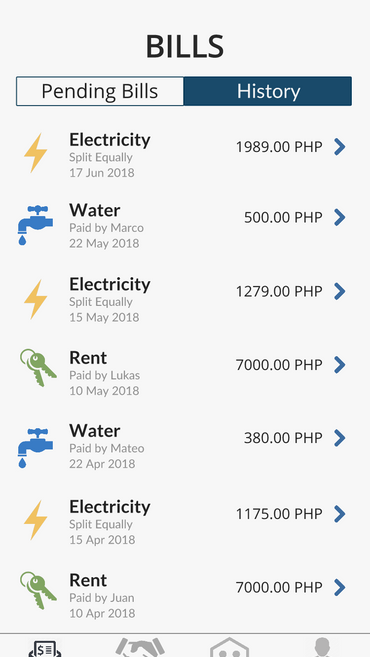 BILLS
Pending Bills
History
Electricity
1989.00 PHP
Split Equally
17 Jun 2018
Water
500.00 PHP
Paid by Marco
22 May 2018
Electricity
1279.00 PHP
Split Equally
15 May 2018
Rent
7000.00 PHP
Paid by Lukas
10 May 2018
Water
380.00 PHP
Paid by Mateo
22 Apr 2018
Electricity
1175.00 PHP
Split Equally
15 Apr 2018
Rent
7000.00 PHP
Paid by Juan
10 Apr 2018
$